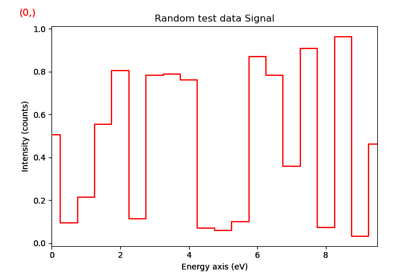 (0,)
Random test data Signal
1.0
0.8
0.6
0.4
0.2
0.0
Intensity (counts)
0 2 4 6 8
Energy axis (eV)